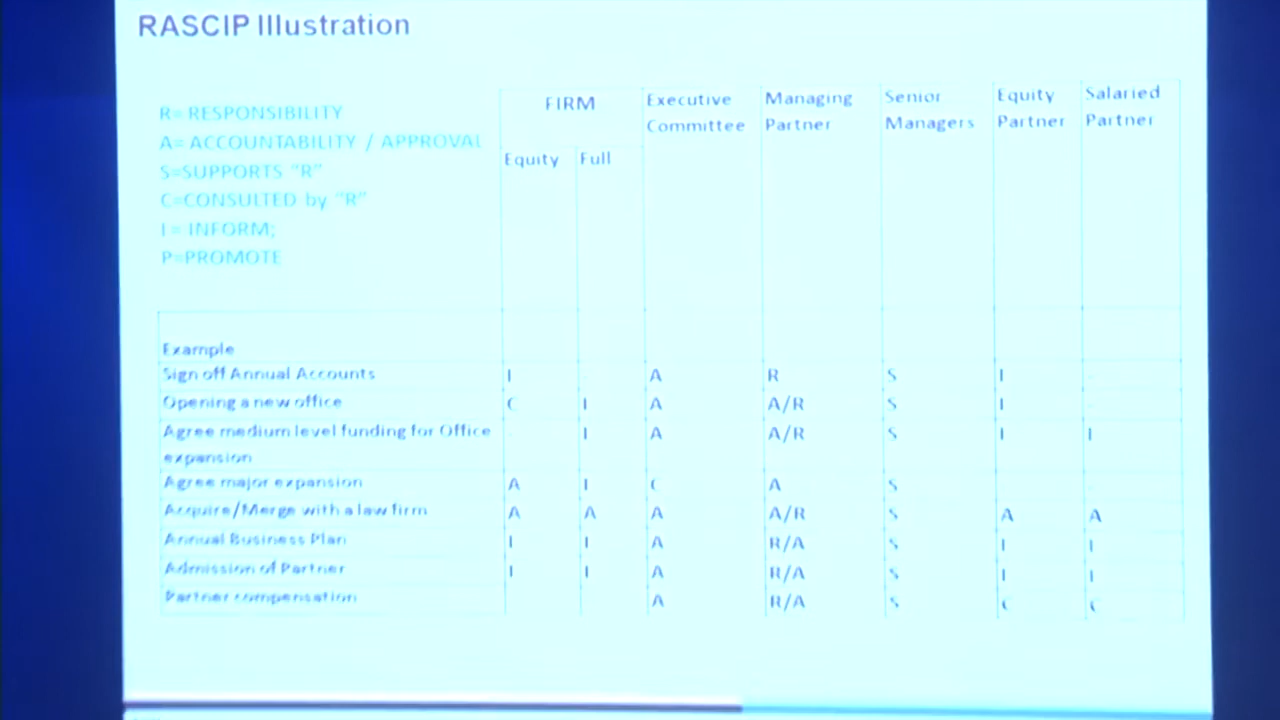 RASCIP Illustration
R= RESPONSIBILITY
A= ACCOUNTABILITY / APPROVAL
S=SUPPORTS "R"
C=CONSULTED by "R"
I = INFORM;
P=PROMOTE
FIRM Executive Committee Managing Partner Senior Managers Equity Partner Salaried Partner
Equity Full
Example
Sign off Annual Accounts I A R S I
Opening a new office C I A A/R S I
Agree medium level funding for Office I A A/R S I I
expansion
Agree major expansion A I C A S
Acquire/Merge with a law firm A A A A/R S A A
Annual Business Plan I I A R/A S I I
Admission of Partner I I A R/A S I I
Partner compensation A R/A S C C